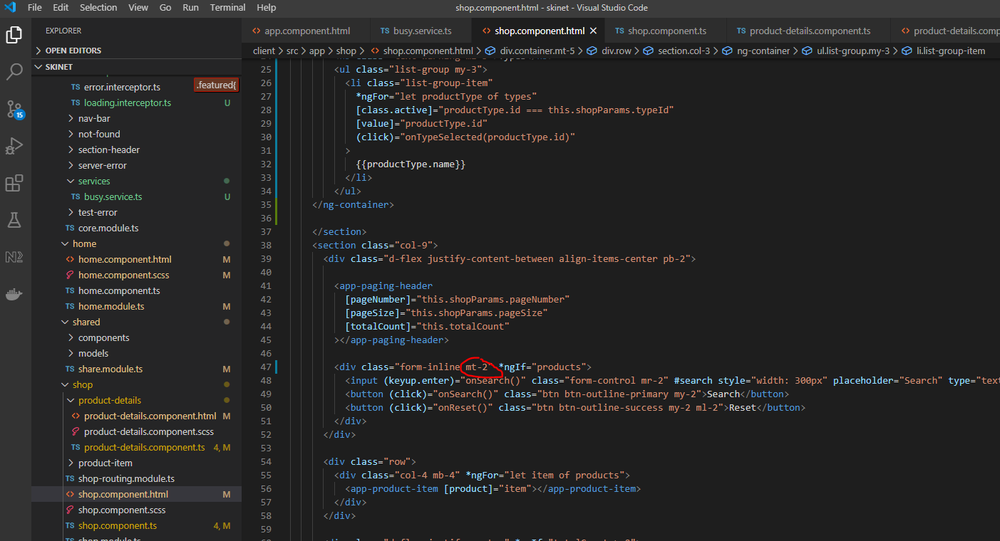 File Edit Selection View Go Run Terminal Help
shop.component.html - skinet - Visual Studio Code
EXPLORER
app.component.html
TS busy.service.ts
shop.component.html
TS shop.component.ts
TS product-details.component.ts
product-details.comp
OPEN EDITORS
client > src > app > shop > shop.component.html > div.container.mt-5 > div.row > section.col-3 > ng-container > ul.list-group.my-3 > li.list-group-item
SKINET
TS error.interceptor.ts
.featured{
TS loading.interceptor.ts U
nav-bar
not-found
section-header
server-error
services
TS busy.service.ts U
test-error
TS core.module.ts
home
home.component.html M
home.component.scss M
TS home.component.ts
TS home.module.ts M
shared
components
models
TS share.module.ts M
shop
product-details
product-details.component.html M
product-details.component.scss
TS product-details.component.ts 4, M
product-item
TS shop-routing.module.ts
shop.component.html M
shop.component.scss
TS shop.component.ts 4, M
TS shop.module.ts
15
25 <ul class="list-group my-3">
26 <li class="list-group-item"
27 *ngFor="let productType of types"
28 [class.active]="productType.id === this.shopParams.typeId"
29 [value]="productType.id"
30 (click)="onTypeSelected(productType.id)"
31 >
32 {{productType.name}}
33 </li>
34 </ul>
35 </ng-container>
36
37 </section>
38 <section class="col-9">
39 <div class="d-flex justify-content-between align-items-center pb-2">
40
41 <app-paging-header
42 [pageNumber]="this.shopParams.pageNumber"
43 [pageSize]="this.shopParams.pageSize"
44 [totalCount]="this.totalCount"
45 ></app-paging-header>
46
47 <div class="form-inline mt-2" *ngIf="products">
48 <input (keyup.enter)="onSearch()" class="form-control mr-2" #search style="width: 300px" placeholder="Search" type="text
49 <button (click)="onSearch()" class="btn btn-outline-primary my-2">Search</button>
50 <button (click)="onReset()" class="btn btn-outline-success my-2 ml-2">Reset</button>
51 </div>
52 </div>
53
54 <div class="row">
55 <div class="col-4 mb-4" *ngFor="let item of products">
56 <app-product-item [product]="item"></app-product-item>
57 </div>
58 </div>
59